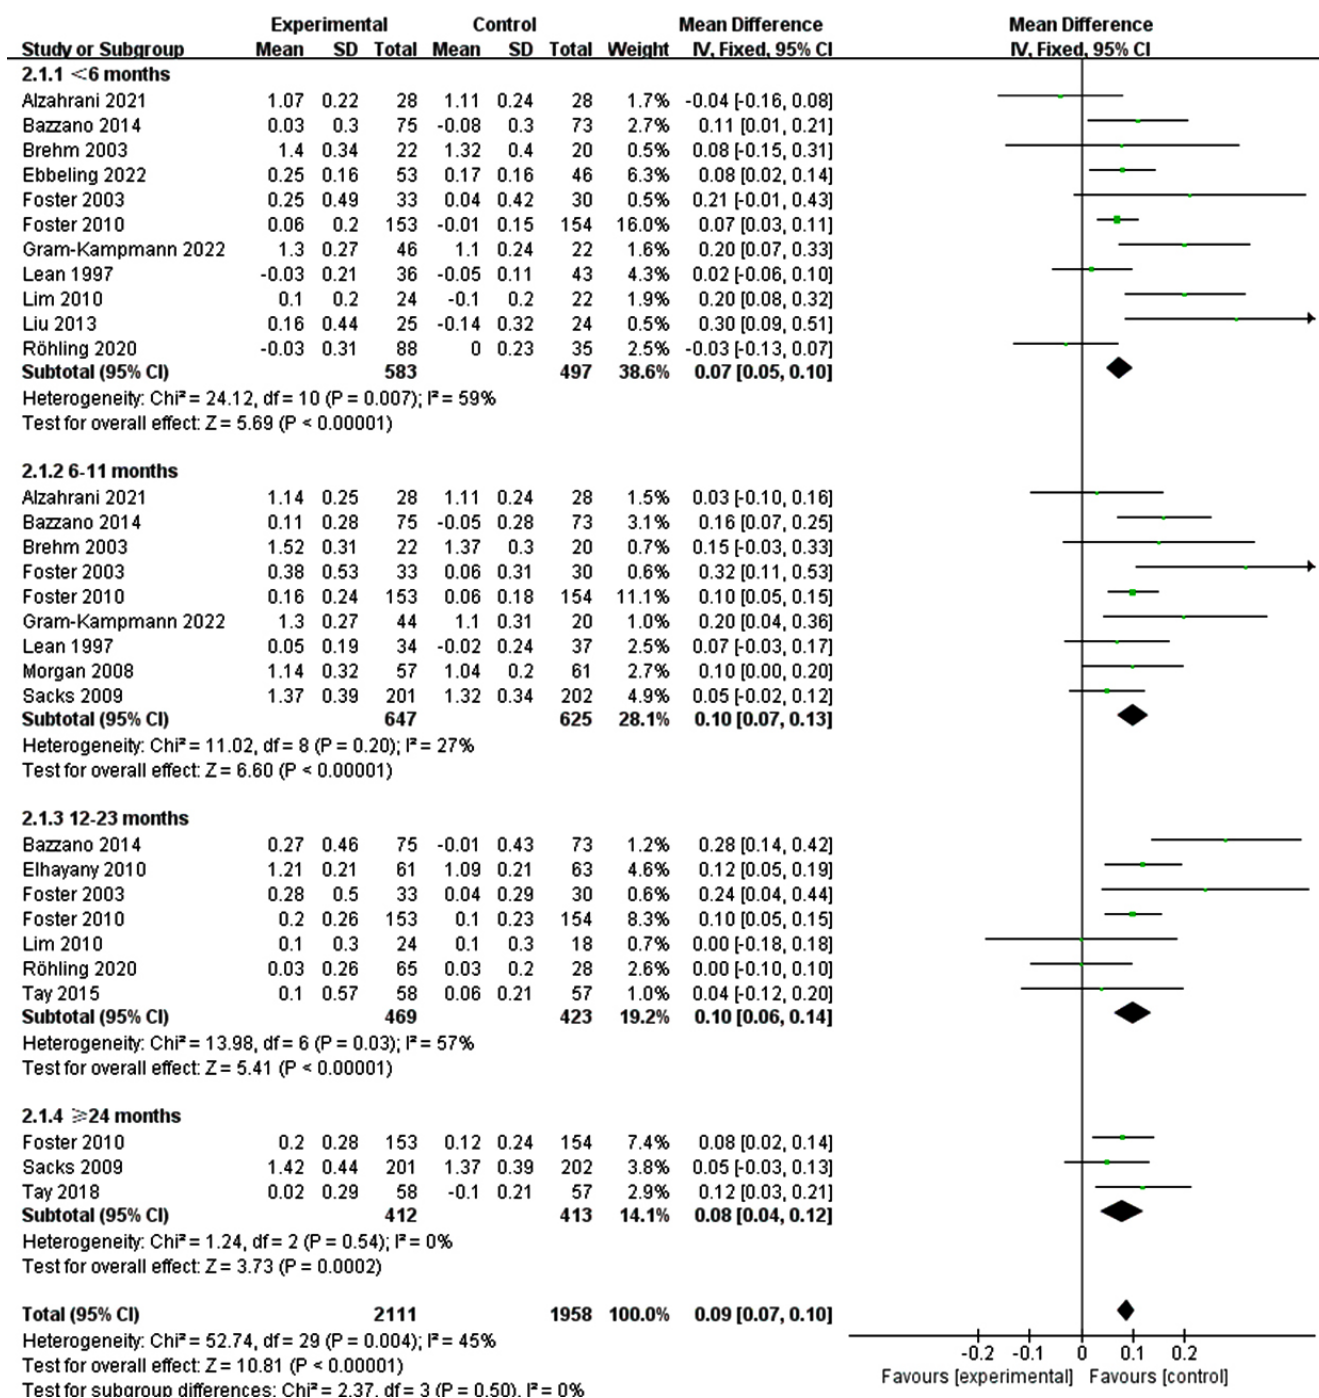 Experimental Control Mean Difference Mean Difference
Study or Subgroup Mean SD Total Mean SD Total Weight IV, Fixed, 95% CI IV, Fixed, 95% CI
2.1.1 <6 months
Alzahrani 2021 1.07 0.22 28 1.11 0.24 28 1.7% -0.04 [-0.16, 0.08]
Bazzano 2014 0.03 0.3 75 -0.08 0.3 73 2.7% 0.11 [0.01, 0.21]
Brehm 2003 1.4 0.34 22 1.32 0.4 20 0.5% 0.08 [-0.15, 0.31]
Ebbeling 2022 0.25 0.16 53 0.17 0.16 46 6.3% 0.08 [0.02, 0.14]
Foster 2003 0.25 0.49 33 0.04 0.42 30 0.5% 0.21 [-0.01, 0.43]
Foster 2010 0.06 0.2 153 -0.01 0.15 154 16.0% 0.07 [0.03, 0.11]
Gram-Kampmann 2022 1.3 0.27 46 1.1 0.24 22 1.6% 0.20 [0.07, 0.33]
Lean 1997 -0.03 0.21 36 -0.05 0.11 43 4.3% 0.02 [-0.06, 0.10]
Lim 2010 0.1 0.2 24 -0.1 0.2 22 1.9% 0.20 [0.08, 0.32]
Liu 2013 0.16 0.44 25 -0.14 0.32 24 0.5% 0.30 [0.09, 0.51]
Röhling 2020 -0.03 0.31 88 0 0.23 35 2.5% -0.03 [-0.13, 0.07]
Subtotal (95% CI) 583 497 38.6% 0.07 [0.05, 0.10]
Heterogeneity: Chi² = 24.12, df = 10 (P = 0.007); I² = 59%
Test for overall effect: Z = 5.69 (P < 0.00001)
2.1.2 6-11 months
Alzahrani 2021 1.14 0.25 28 1.11 0.24 28 1.5% 0.03 [-0.10, 0.16]
Bazzano 2014 0.11 0.28 75 -0.05 0.28 73 3.1% 0.16 [0.07, 0.25]
Brehm 2003 1.52 0.31 22 1.37 0.3 20 0.7% 0.15 [-0.03, 0.33]
Foster 2003 0.38 0.53 33 0.06 0.31 30 0.6% 0.32 [0.11, 0.53]
Foster 2010 0.16 0.24 153 0.06 0.18 154 11.1% 0.10 [0.05, 0.15]
Gram-Kampmann 2022 1.3 0.27 44 1.1 0.31 20 1.0% 0.20 [0.04, 0.36]
Lean 1997 0.05 0.19 34 -0.02 0.24 37 2.5% 0.07 [-0.03, 0.17]
Morgan 2008 1.14 0.32 57 1.04 0.2 61 2.7% 0.10 [0.00, 0.20]
Sacks 2009 1.37 0.39 201 1.32 0.34 202 4.9% 0.05 [-0.02, 0.12]
Subtotal (95% CI) 647 625 28.1% 0.10 [0.07, 0.13]
Heterogeneity: Chi² = 11.02, df = 8 (P = 0.20); I² = 27%
Test for overall effect: Z = 6.60 (P < 0.00001)
2.1.3 12-23 months
Bazzano 2014 0.27 0.46 75 -0.01 0.43 73 1.2% 0.28 [0.14, 0.42]
Elhayany 2010 1.21 0.21 61 1.09 0.21 63 4.6% 0.12 [0.05, 0.19]
Foster 2003 0.28 0.5 33 0.04 0.29 30 0.6% 0.24 [0.04, 0.44]
Foster 2010 0.2 0.26 153 0.1 0.23 154 8.3% 0.10 [0.05, 0.15]
Lim 2010 0.1 0.3 24 0.1 0.3 18 0.7% 0.00 [-0.18, 0.18]
Röhling 2020 0.03 0.26 65 0.03 0.2 28 2.6% 0.00 [-0.10, 0.10]
Tay 2015 0.1 0.57 58 0.06 0.21 57 1.0% 0.04 [-0.12, 0.20]
Subtotal (95% CI) 469 423 19.2% 0.10 [0.06, 0.14]
Heterogeneity: Chi² = 13.98, df = 6 (P = 0.03); I² = 57%
Test for overall effect: Z = 5.41 (P < 0.00001)
2.1.4 ≥24 months
Foster 2010 0.2 0.28 153 0.12 0.24 154 7.4% 0.08 [0.02, 0.14]
Sacks 2009 1.42 0.44 201 1.37 0.39 202 3.8% 0.05 [-0.03, 0.13]
Tay 2018 0.02 0.29 58 -0.1 0.21 57 2.9% 0.12 [0.03, 0.21]
Subtotal (95% CI) 412 413 14.1% 0.08 [0.04, 0.12]
Heterogeneity: Chi² = 1.24, df = 2 (P = 0.54); I² = 0%
Test for overall effect: Z = 3.73 (P = 0.0002)
Total (95% CI) 2111 1958 100.0% 0.09 [0.07, 0.10]
Heterogeneity: Chi² = 52.74, df = 29 (P = 0.004); I² = 45%
Test for overall effect: Z = 10.81 (P < 0.00001)
Test for subgroup differences: Chi² = 2.37, df = 3 (P = 0.50), I² = 0%
-0.2 -0.1 0 0.1 0.2
Favours [experimental] Favours [control]